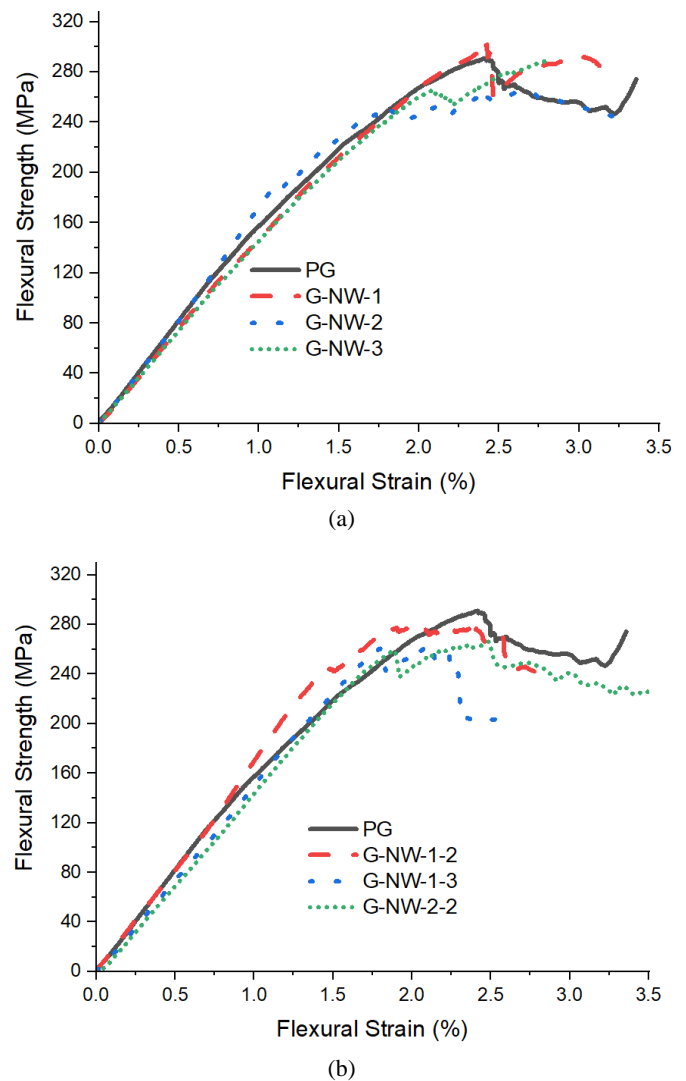 320
280
240
200
160
120
80
40
0
Flexural Strength (MPa)
PG
G-NW-1
G-NW-2
G-NW-3
0.0 0.5 1.0 1.5 2.0 2.5 3.0 3.5
Flexural Strain (%)
(a)
320
280
240
200
160
120
80
40
0
Flexural Strength (MPa)
PG
G-NW-1-2
G-NW-1-3
G-NW-2-2
0.0 0.5 1.0 1.5 2.0 2.5 3.0 3.5
Flexural Strain (%)
(b)